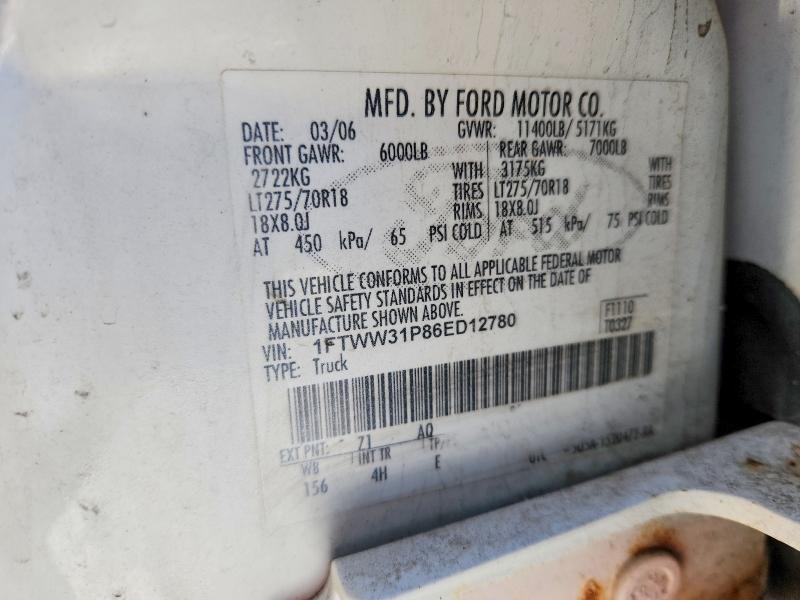 MFD. BY FORD MOTOR CO.
DATE: 03/06 GVWR: 11400LB/ 5171KG
FRONT GAWR: 6000LB REAR GAWR: 7000LB
2722KG WITH 3175KG WITH
LT275/70R18 TIRES LT275/70R18 TIRES
18X8.0J RIMS 18X8.0J RIMS
AT 450 kPa/ 65 PSI COLD AT 515 kPa/ 75 PSI COLD
THIS VEHICLE CONFORMS TO ALL APPLICABLE FEDERAL MOTOR
VEHICLE SAFETY STANDARDS IN EFFECT ON THE DATE OF
MANUFACTURE SHOWN ABOVE.
F1110
T0327
VIN: 1FTWW31P86ED12780
TYPE: Truck
EXT PNT: Z1 AQ
WB INT TR
156 4H E